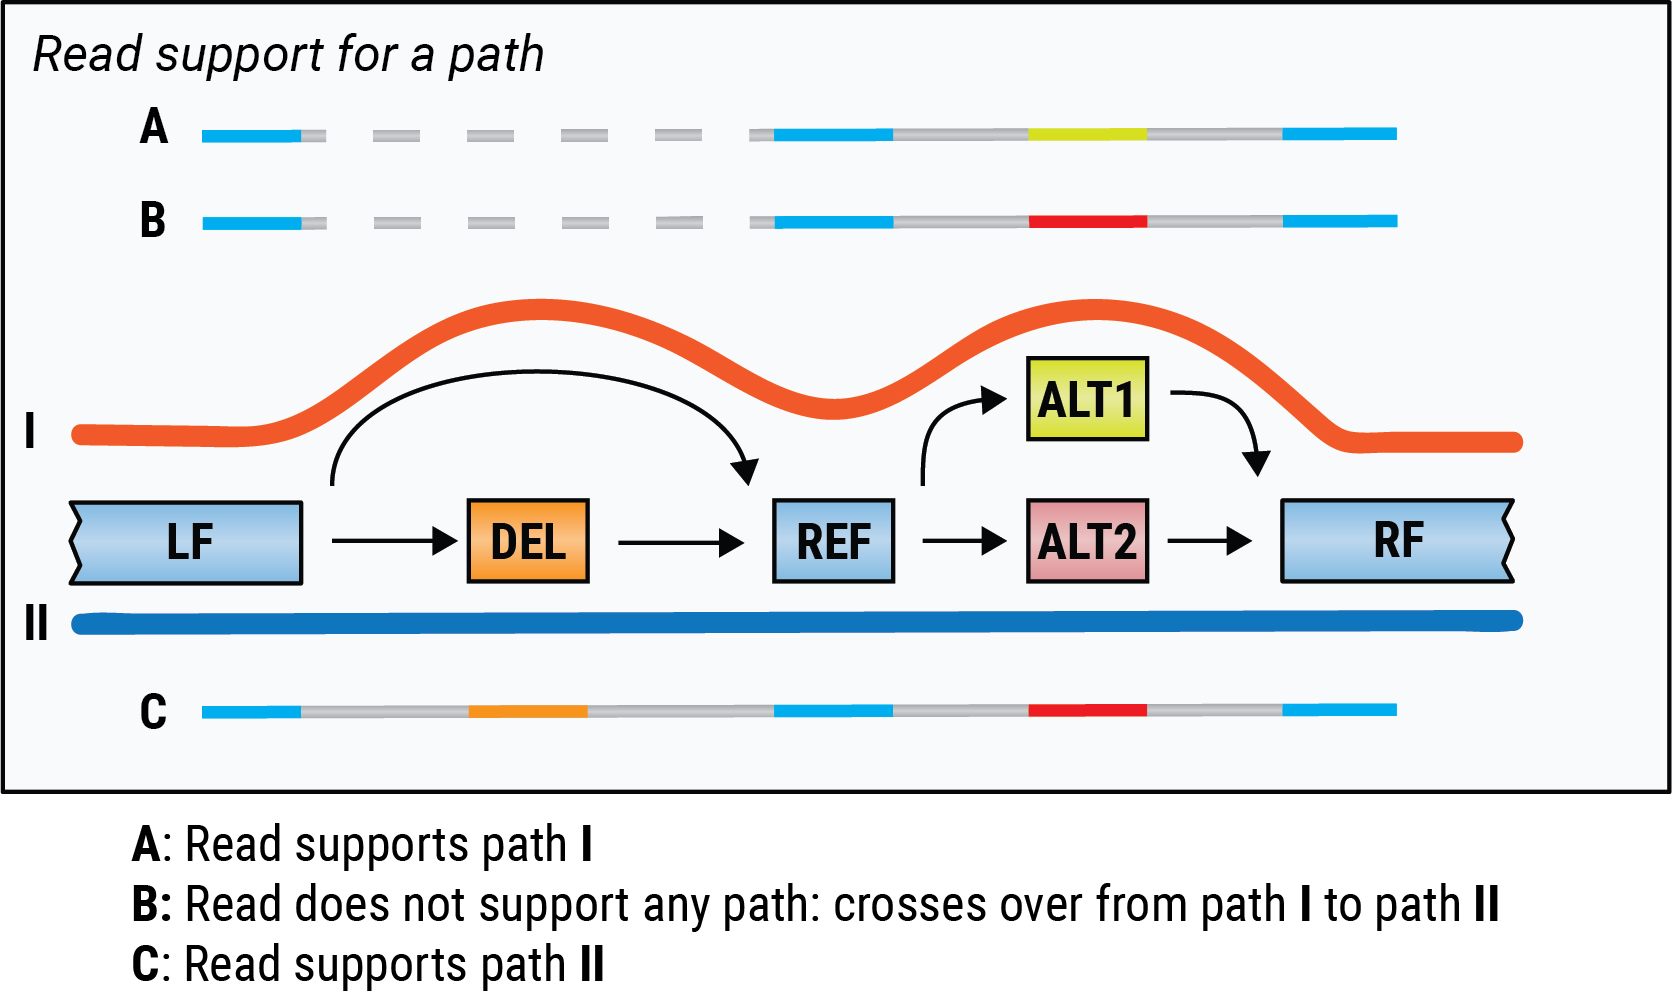 Read support for a path
A
B
I
ALT1
LF DEL REF ALT2 RF
II
C
A: Read supports path I
B: Read does not support any path: crosses over from path I to path II
C: Read supports path II